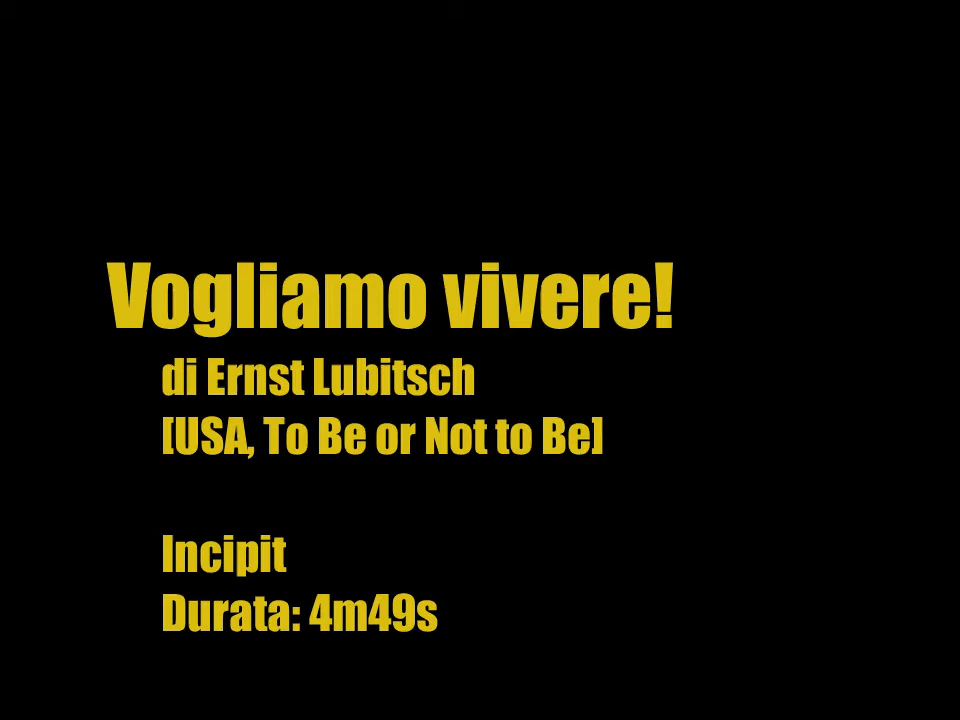 Vogliamo vivere!
di Ernst Lubitsch
[USA, To Be or Not to Be]
Incipit
Durata: 4m49s